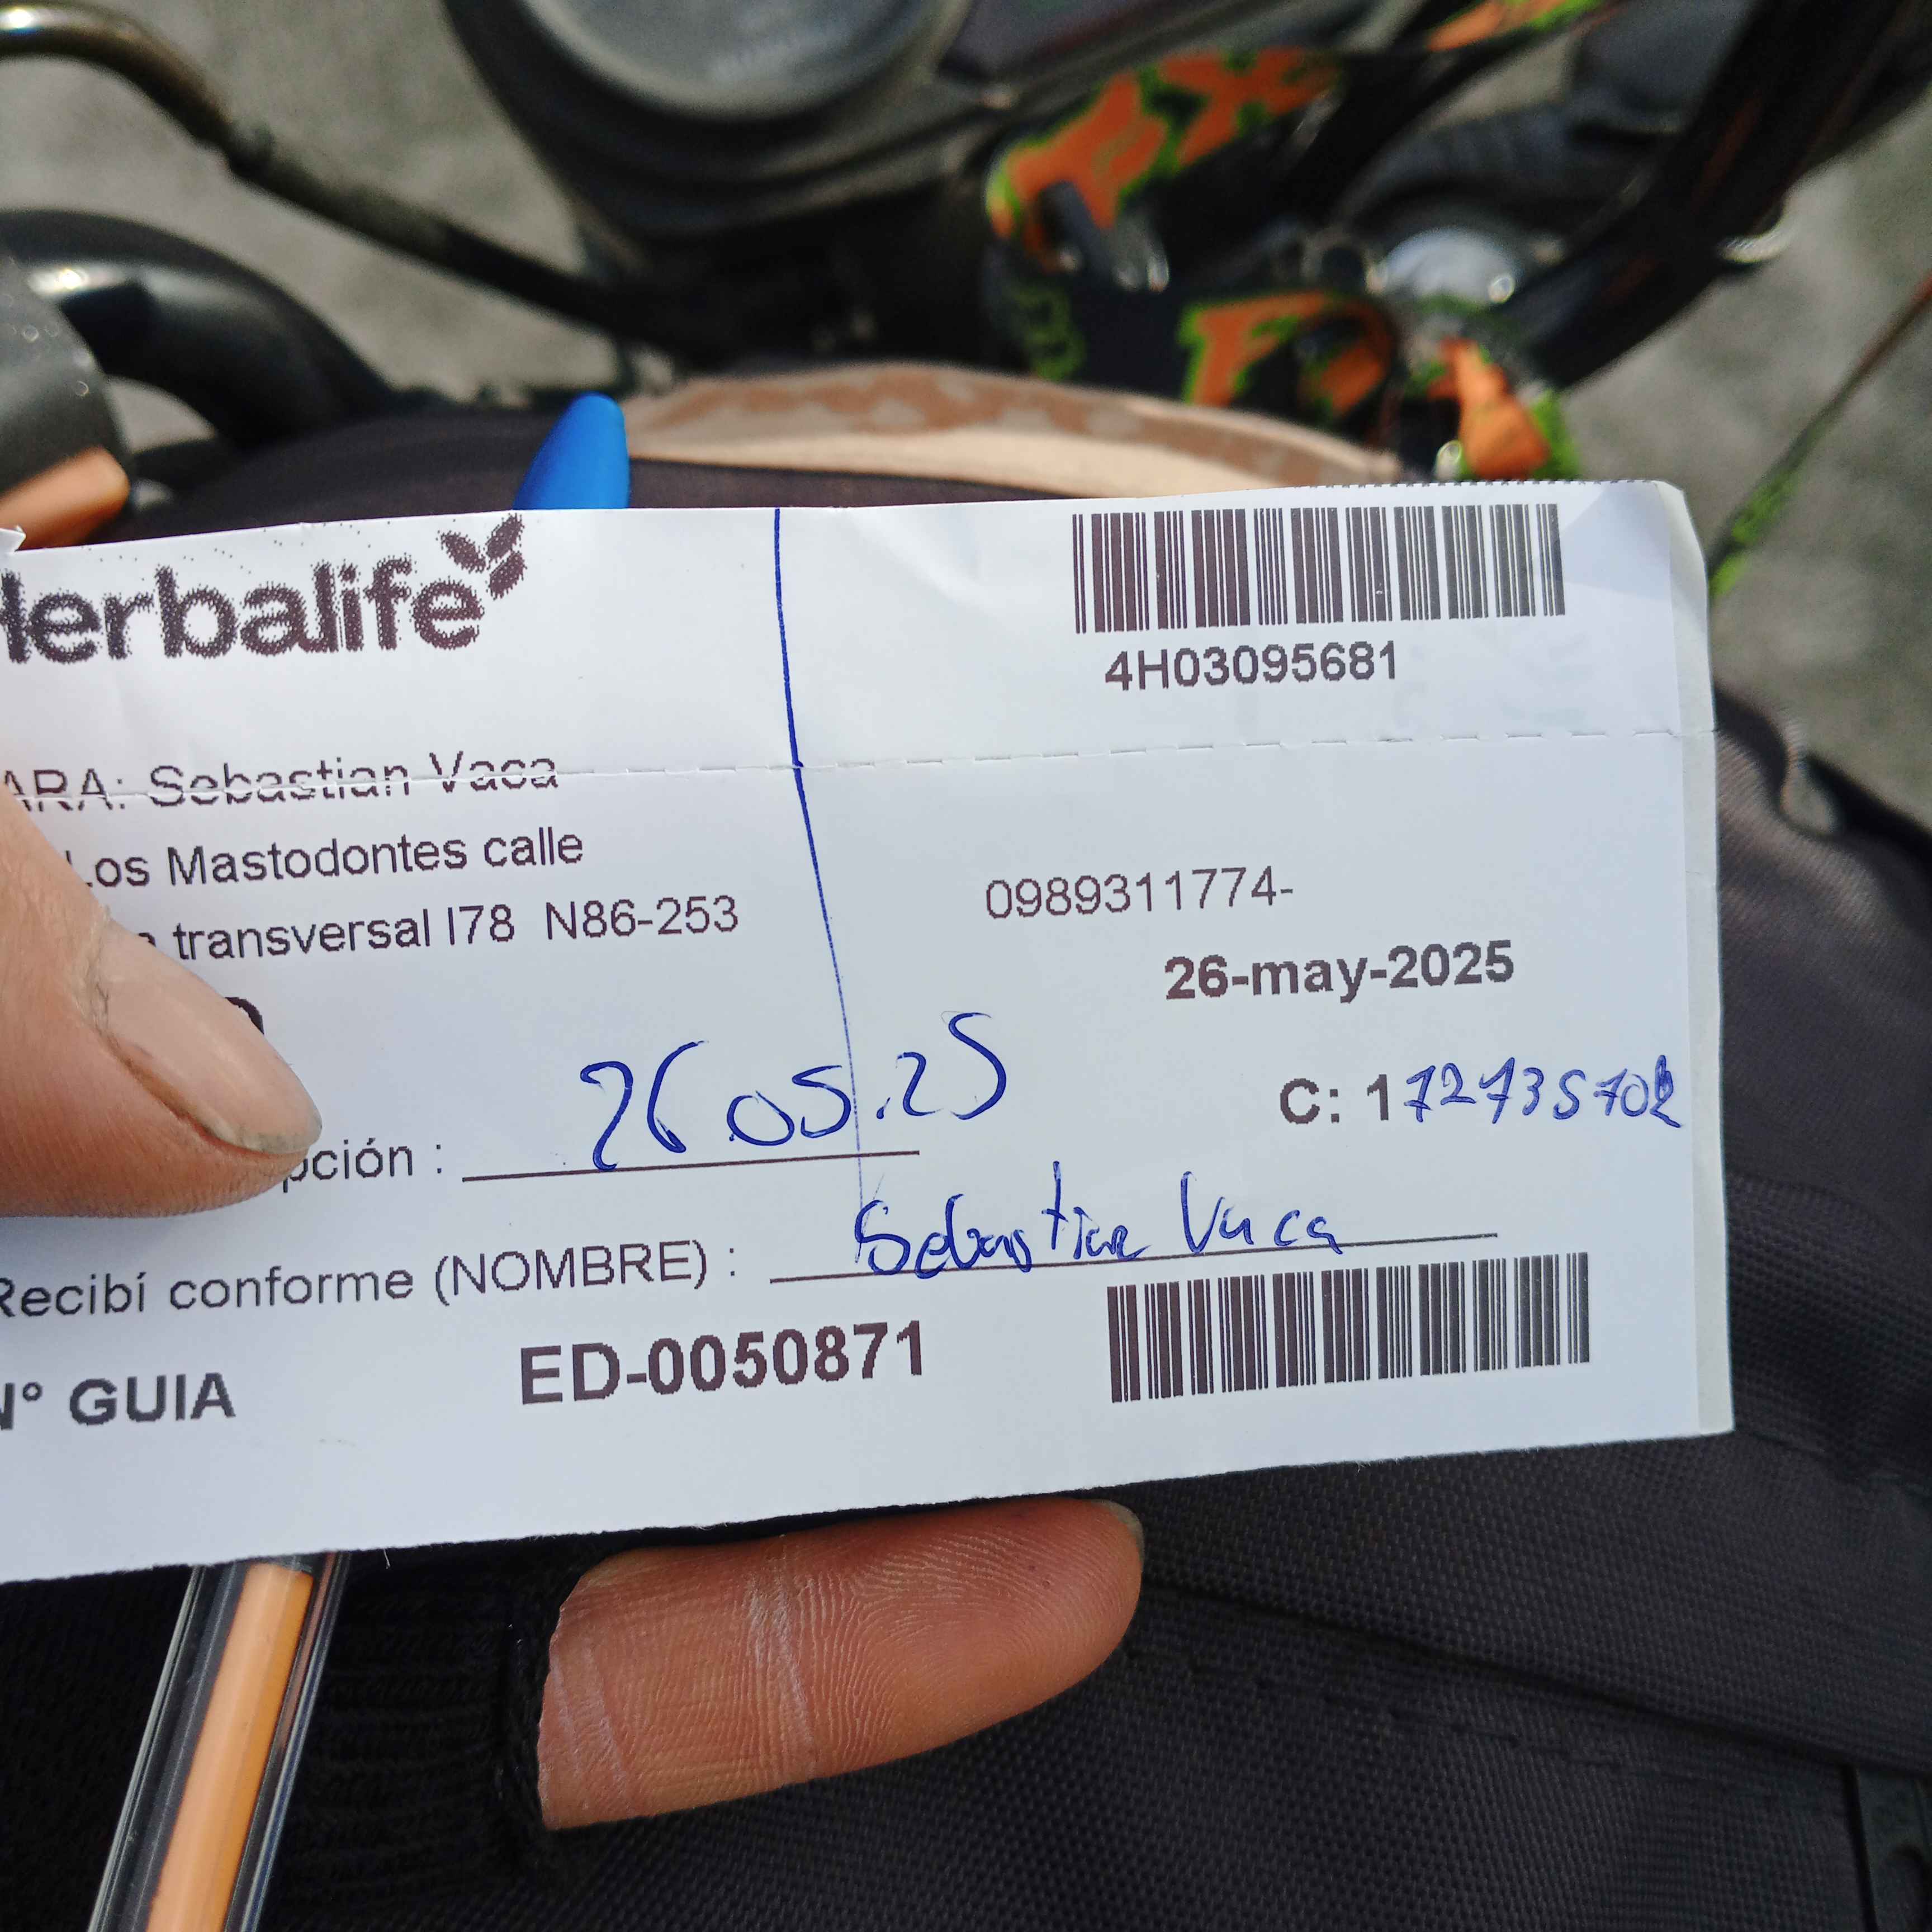 Herbalife
4H03095681
ARA: Sebastian Vaca
Los Mastodontes calle
transversal I78 N86-253
0989311774-
26-may-2025
pción : 26 05.25
C: 1
Recibí conforme (NOMBRE) : Sebastian Vaca
N° GUIA ED-0050871